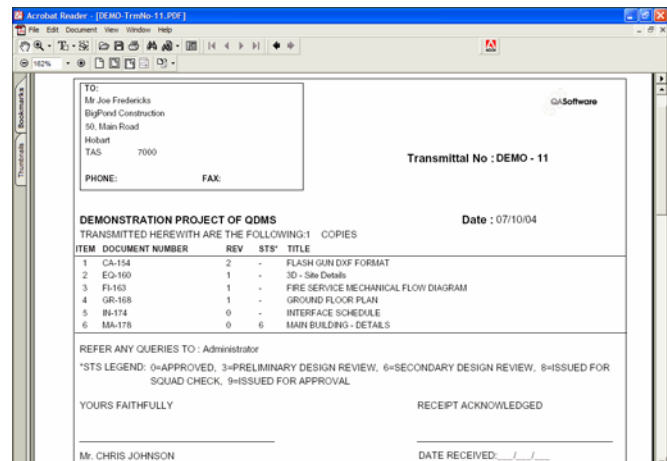 Acrobat Reader - [DEMO-TrmNo-11.PDF]
File Edit Document View Window Help
162%
Bookmarks
Thumbnails
TO:
Mr Joe Fredericks
BigPond Construction
50, Main Road
Hobart
TAS 7000
PHONE: FAX:
QASoftware
Transmittal No : DEMO - 11
DEMONSTRATION PROJECT OF QDMS Date : 07/10/04
TRANSMITTED HEREWITH ARE THE FOLLOWING:1 COPIES
ITEM DOCUMENT NUMBER REV STS* TITLE
1 CA-154 2 - FLASH GUN DXF FORMAT
2 EQ-160 1 - 3D - Site Details
3 FI-163 1 - FIRE SERVICE MECHANICAL FLOW DIAGRAM
4 GR-168 1 - GROUND FLOOR PLAN
5 IN-174 0 - INTERFACE SCHEDULE
6 MA-178 0 6 MAIN BUILDING - DETAILS
REFER ANY QUERIES TO : Administrator
*STS LEGEND: 0=APPROVED, 3=PRELIMINARY DESIGN REVIEW, 6=SECONDARY DESIGN REVIEW, 8=ISSUED FOR
SQUAD CHECK, 9=ISSUED FOR APPROVAL
YOURS FAITHFULLY RECEIPT ACKNOWLEDGED
Mr. CHRIS JOHNSON DATE RECEIVED:__/__/__